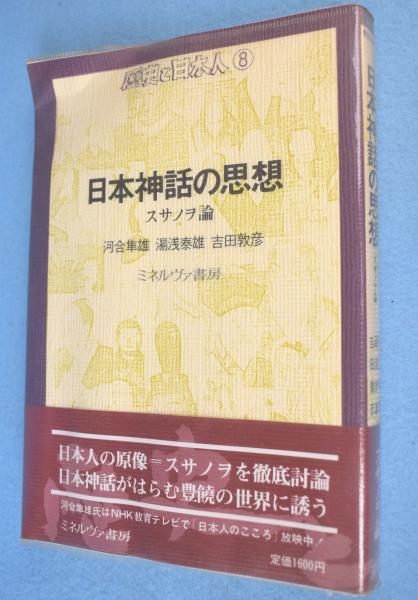 歴史と日本人⑧
日本神話の思想
スサノヲ論
河合隼雄 湯浅泰雄 吉田敦彦
ミネルヴァ書房
日本人の原像=スサノヲを徹底討論
日本神話がはらむ豊饒の世界に誘う
河合隼雄氏はNHK教育テレビで「日本人のこころ」放映中!
ミネルヴァ書房
定価1600円
日本神話の思想
スサノヲ論